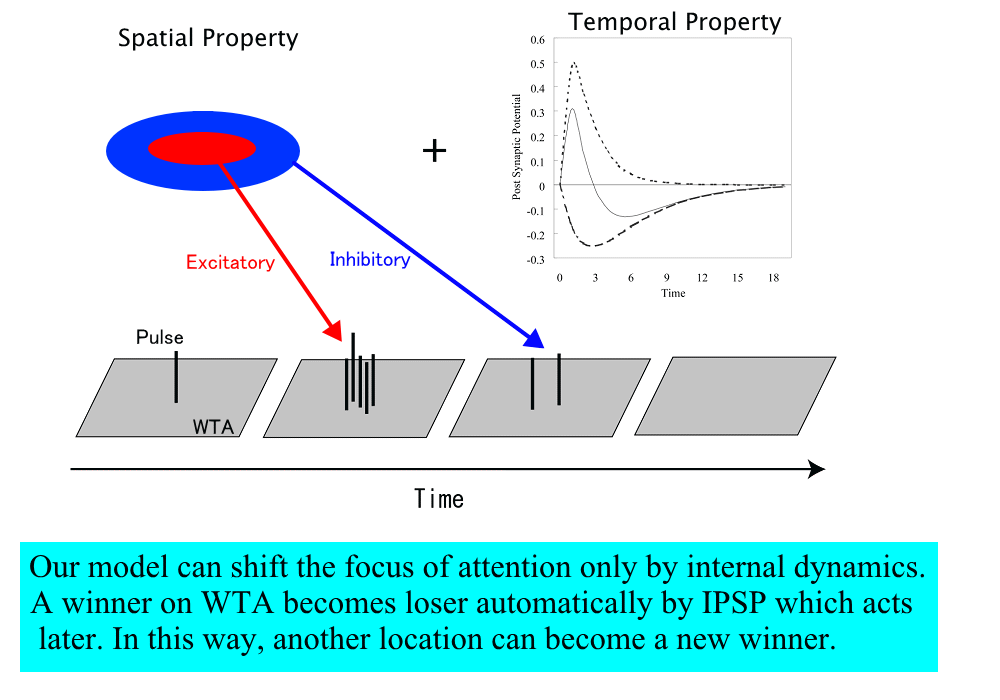 Spatial Property
Temporal Property
+
0.6
0.5
0.4
0.3
0.2
0.1
0
-0.1
-0.2
-0.3
Post Synaptic Potential
0 3 6 9 12 15 18
Time
Excitatory
Inhibitory
Pulse
WTA
Time
Our model can shift the focus of attention only by internal dynamics.
A winner on WTA becomes loser automatically by IPSP which acts
later. In this way, another location can become a new winner.